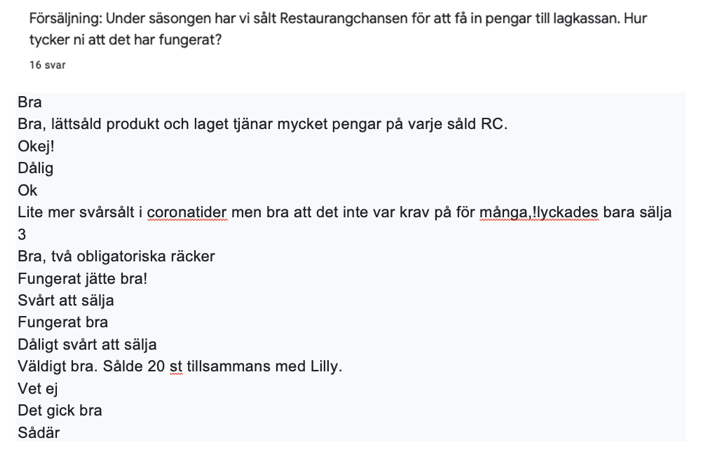 Försäljning: Under säsongen har vi sålt Restaurangchansen för att få in pengar till lagkassan. Hur
tycker ni att det har fungerat?
16 svar
Bra
Bra, lättsåld produkt och laget tjänar mycket pengar på varje såld RC.
Okej!
Dålig
Ok
Lite mer svårsålt i coronatider men bra att det inte var krav på för många,!lyckades bara sälja
3
Bra, två obligatoriska räcker
Fungerat jätte bra!
Svårt att sälja
Fungerat bra
Dåligt svårt att sälja
Väldigt bra. Sålde 20 st tillsammans med Lilly.
Vet ej
Det gick bra
Sådär